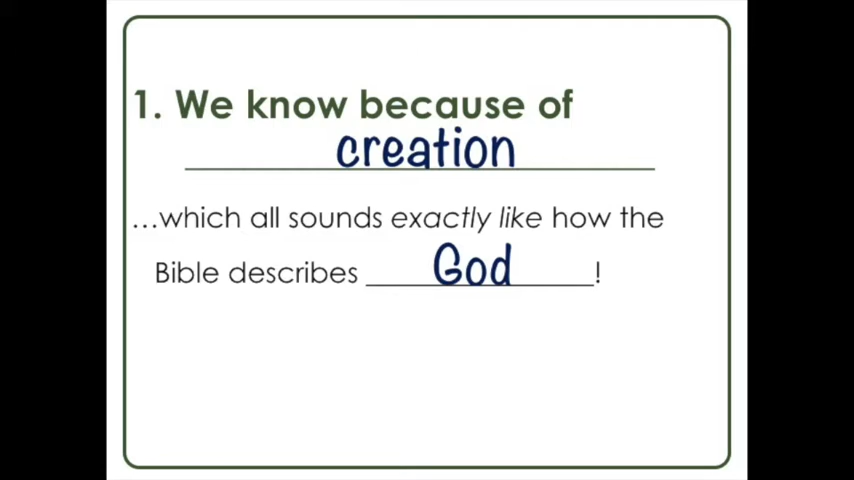 1. We know because of
creation
…which all sounds exactly like how the
Bible describes God!